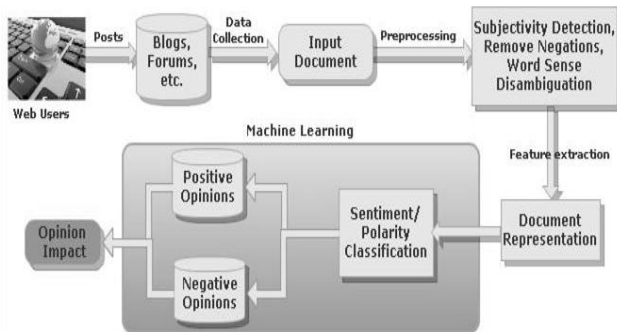 Posts
Data
Collection
Preprocessing
Web Users
Blogs,
Forums,
etc.
Input
Document
Subjectivity Detection,
Remove Negations,
Word Sense
Disambiguation
Feature extraction
Machine Learning
Document
Representation
Sentiment/
Polarity
Classification
Positive
Opinions
Negative
Opinions
Opinion
Impact